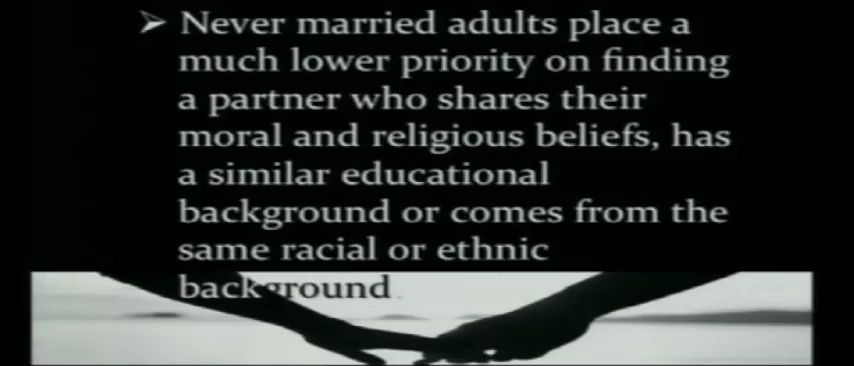 Never married adults place a
much lower priority on finding
a partner who shares their
moral and religious beliefs, has
a similar educational
background or comes from the
same racial or ethnic
background